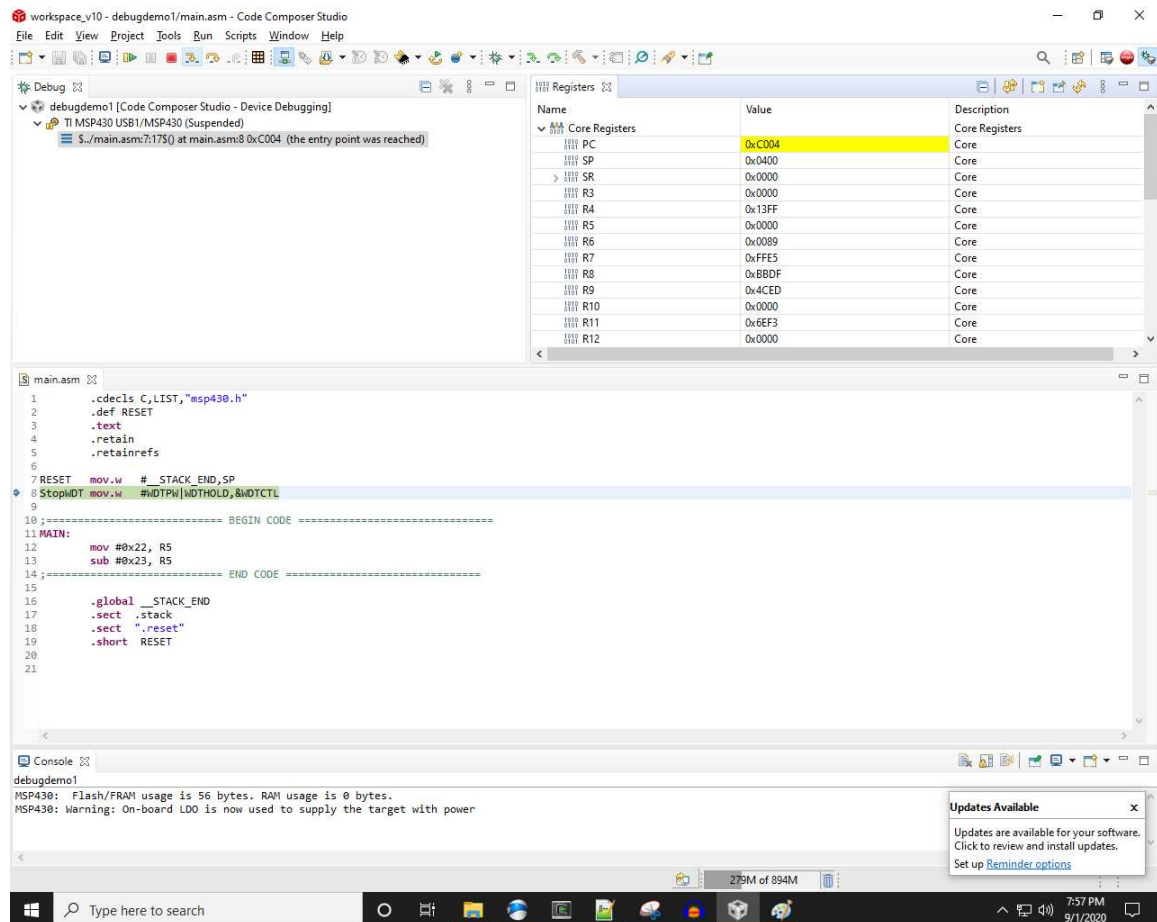 workspace_v10 - debugdemo1/main.asm - Code Composer Studio
File Edit View Project Tools Run Scripts Window Help
Debug
debugdemo1 [Code Composer Studio - Device Debugging]
TI MSP430 USB1/MSP430 (Suspended)
$../main.asm:7:17$() at main.asm:8 0xC004 (the entry point was reached)
Registers
Name Value Description
Core Registers Core Registers
PC 0xC004 Core
SP 0x0400 Core
SR 0x0000 Core
R3 0x0000 Core
R4 0x13FF Core
R5 0x0000 Core
R6 0x0089 Core
R7 0xFFE5 Core
R8 0xBBDF Core
R9 0x4CED Core
R10 0x0000 Core
R11 0x6EF3 Core
R12 0x0000 Core
main.asm
1 .cdecls C,LIST,"msp430.h"
2 .def RESET
3 .text
4 .retain
5 .retainrefs
6
7 RESET mov.w #__STACK_END,SP
8 StopWDT mov.w #WDTPW|WDTHOLD,&WDTCTL
9
10 ;============================ BEGIN CODE ===============================
11 MAIN:
12 mov #0x22, R5
13 sub #0x23, R5
14 ;============================ END CODE ===============================
15
16 .global __STACK_END
17 .sect .stack
18 .sect ".reset"
19 .short RESET
20
21
Console
debugdemo1
MSP430: Flash/FRAM usage is 56 bytes. RAM usage is 0 bytes.
MSP430: Warning: On-board LDO is now used to supply the target with power
Updates Available x
Updates are available for your software.
Click to review and install updates.
Set up Reminder options
279M of 894M
Type here to search
7:57 PM
9/1/2020